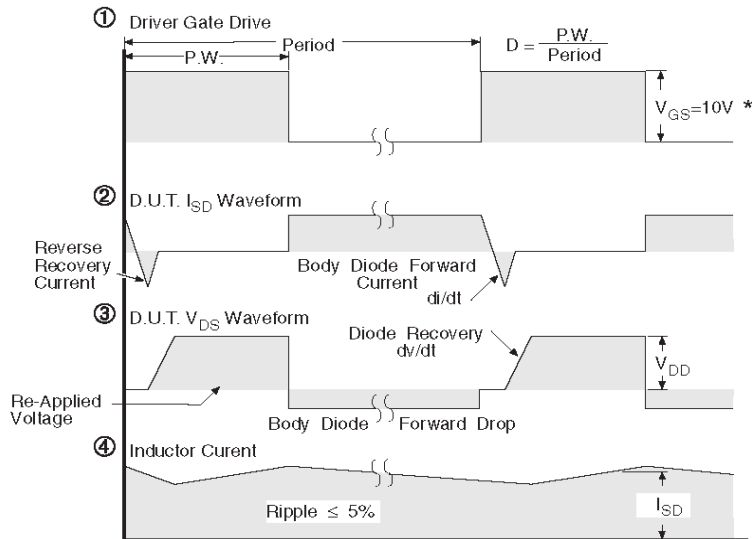 ① Driver Gate Drive
Period
P.W.
D = P.W.
Period
V_GS=10V *
② D.U.T. I_SD Waveform
Reverse
Recovery
Current
Body Diode Forward
Current
di/dt
③ D.U.T. V_DS Waveform
Diode Recovery
dv/dt
V_DD
Re-Applied
Voltage
Body Diode Forward Drop
④ Inductor Curent
Ripple ≤ 5%
I_SD